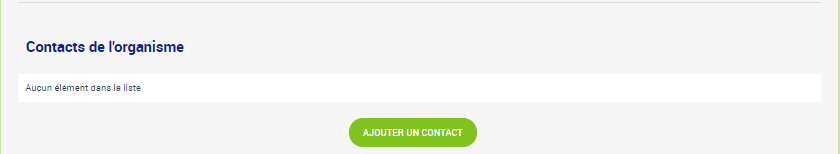 Contacts de l'organisme
Aucun élément dans la liste
AJOUTER UN CONTACT